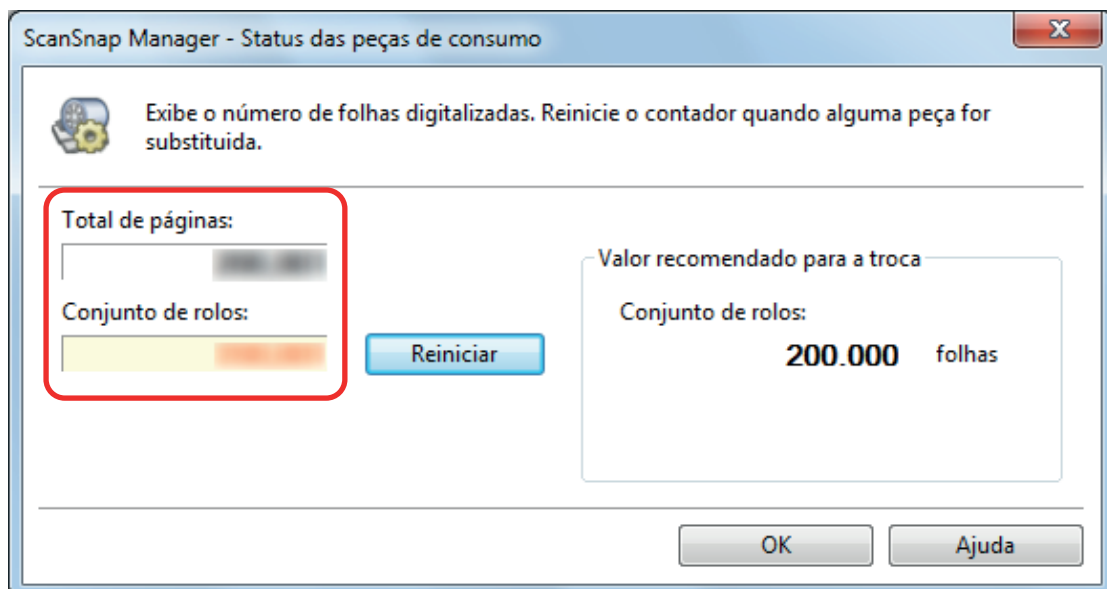 ScanSnap Manager - Status das peças de consumo
Exibe o número de folhas digitalizadas. Reinicie o contador quando alguma peça for
substituida.
Total de páginas:
Conjunto de rolos:
Reiniciar
Valor recomendado para a troca
Conjunto de rolos:
200.000 folhas
OK
Ajuda